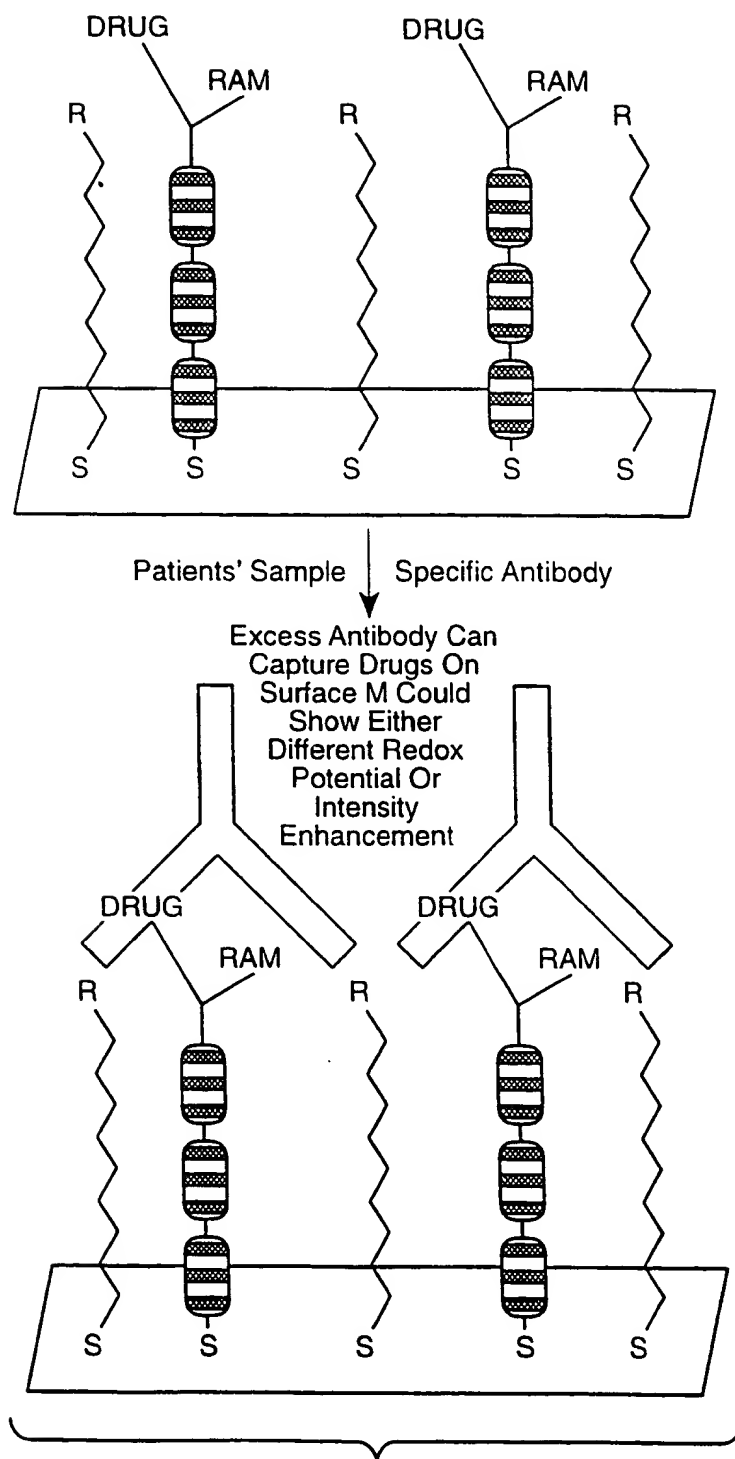 DRUG DRUG
RAM RAM
R R R
S S S S S
Patients' Sample Specific Antibody
Excess Antibody Can
Capture Drugs On
Surface M Could
Show Either
Different Redox
Potential Or
Intensity
Enhancement
DRUG DRUG
RAM RAM
R R R
S S S S S